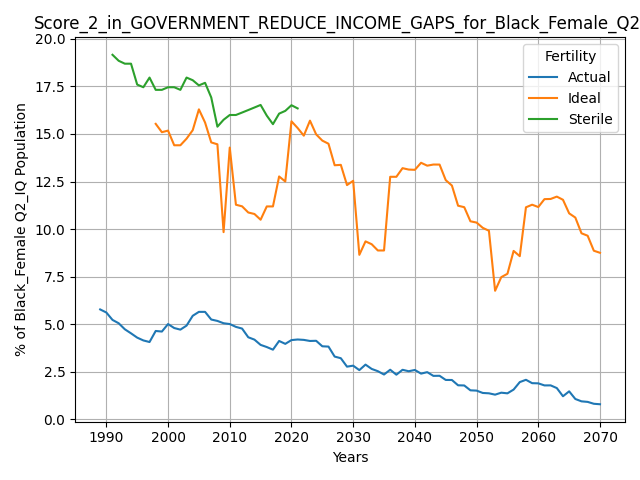 Score_2_in_GOVERNMENT_REDUCE_INCOME_GAPS_for_Black_Female_Q2
Fertility
Actual
Ideal
Sterile
% of Black_Female Q2_IQ Population
20.0
17.5
15.0
12.5
10.0
7.5
5.0
2.5
0.0
1990 2000 2010 2020 2030 2040 2050 2060 2070
Years